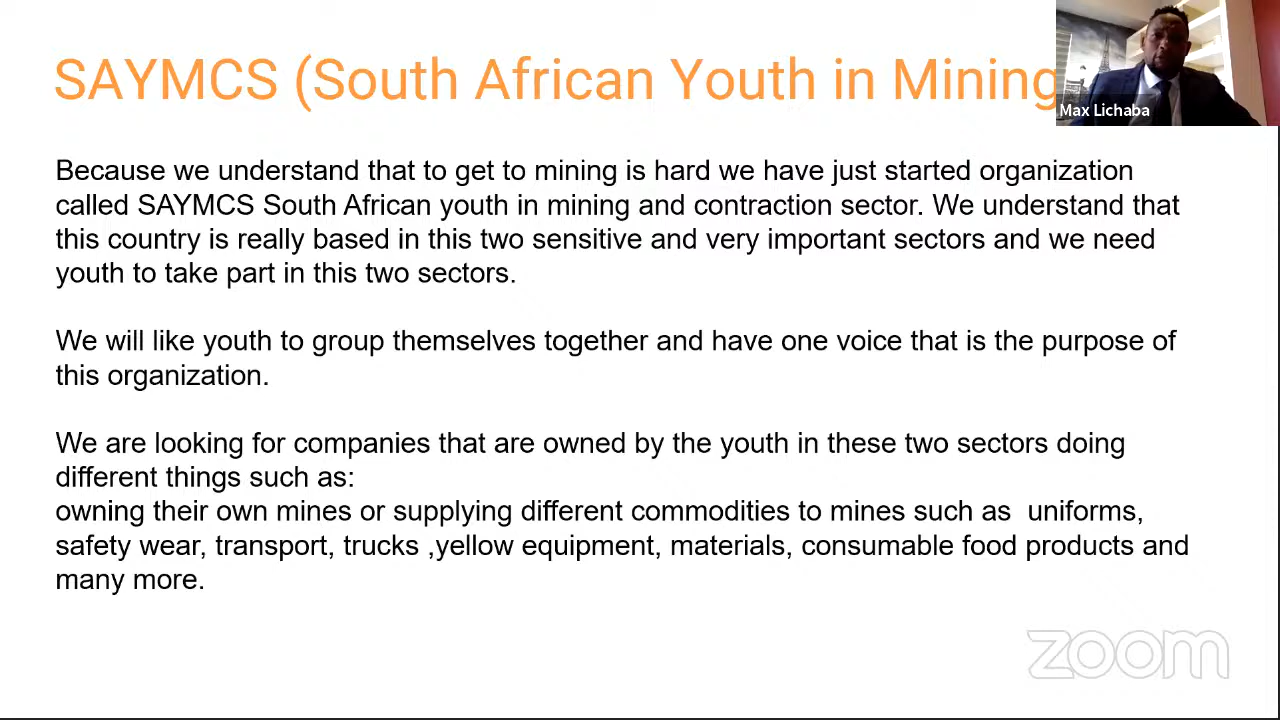 SAYMCS (South African Youth in Mining
Max Lichaba
Because we understand that to get to mining is hard we have just started organization
called SAYMCS South African youth in mining and contraction sector. We understand that
this country is really based in this two sensitive and very important sectors and we need
youth to take part in this two sectors.
We will like youth to group themselves together and have one voice that is the purpose of
this organization.
We are looking for companies that are owned by the youth in these two sectors doing
different things such as:
owning their own mines or supplying different commodities to mines such as  uniforms,
safety wear, transport, trucks ,yellow equipment, materials, consumable food products and
many more.
zoom